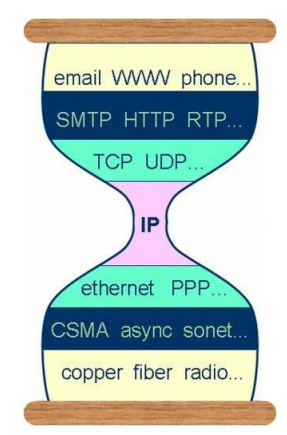 email WWW phone...
SMTP HTTP RTP...
TCP UDP...
IP
ethernet PPP...
CSMA async sonet...
copper fiber radio...